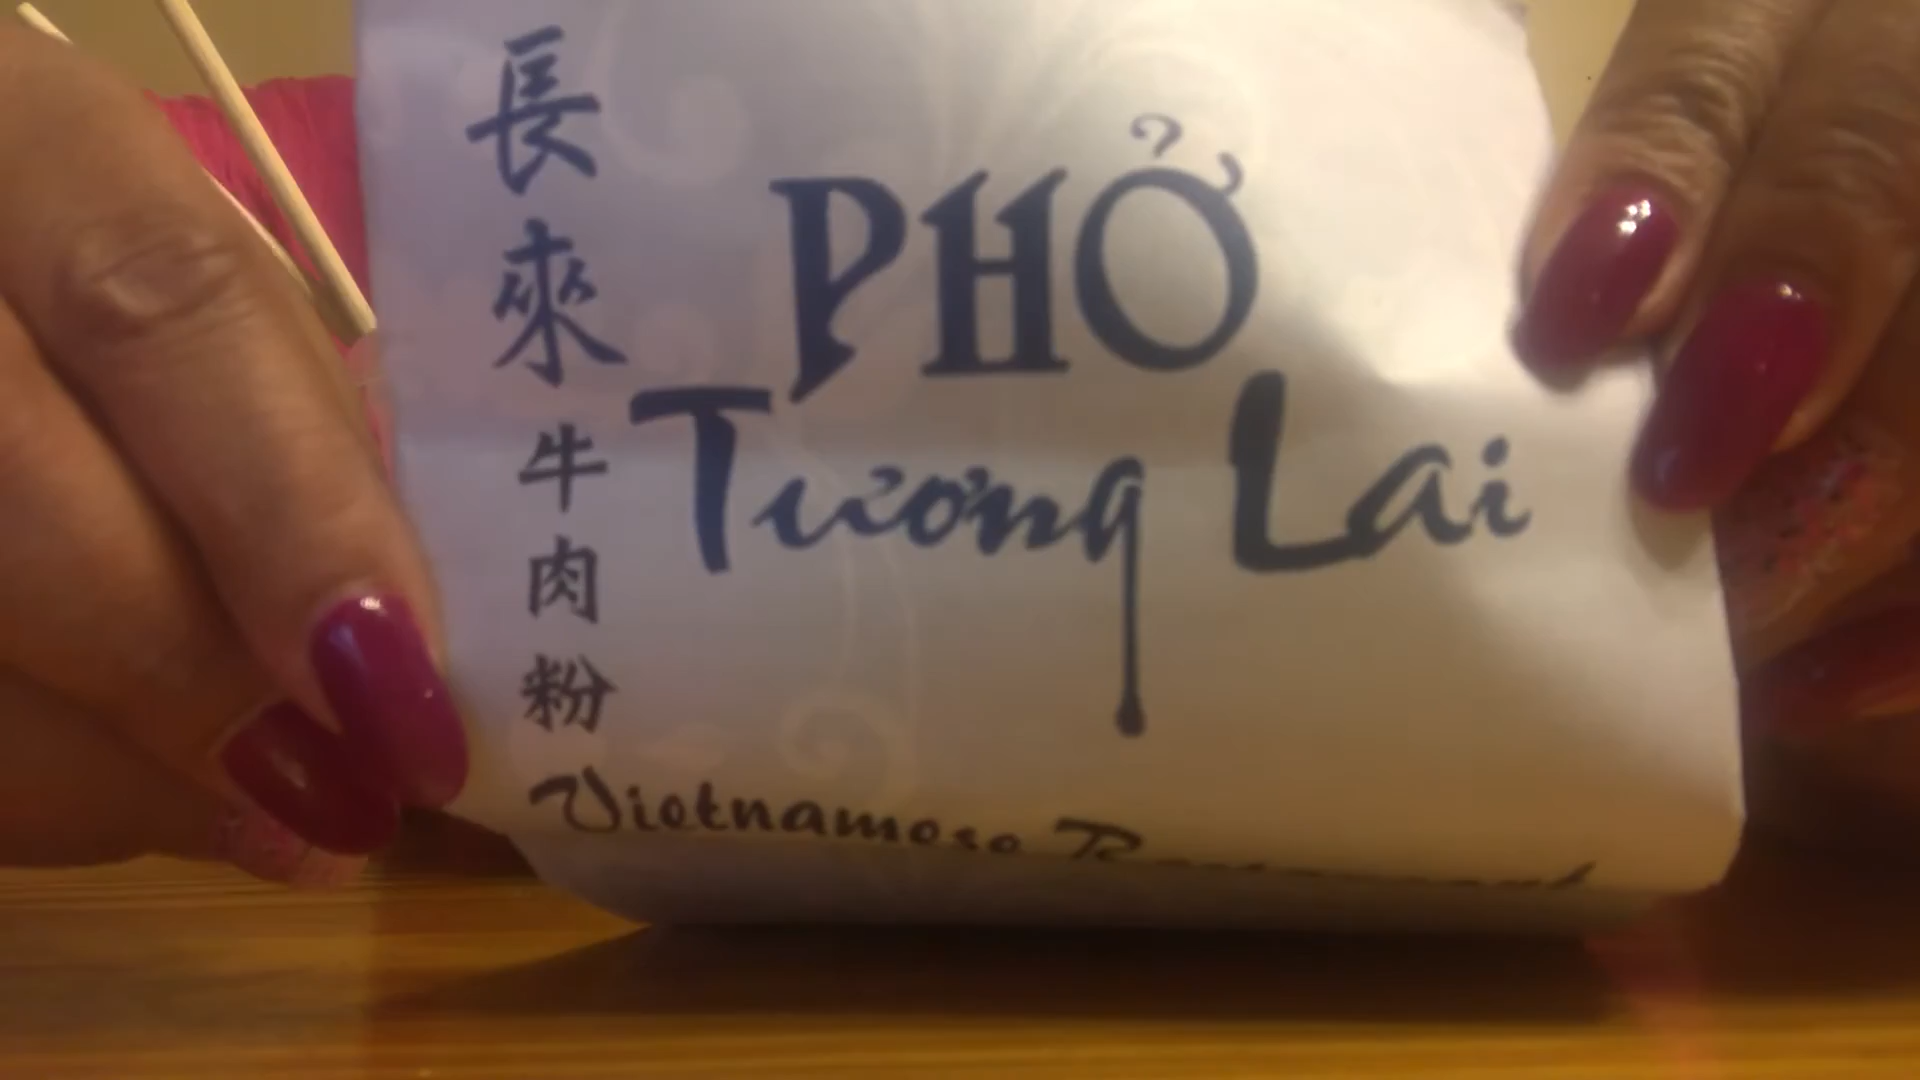 長來牛肉粉
PHỞ
Tương Lai
Vietnamese